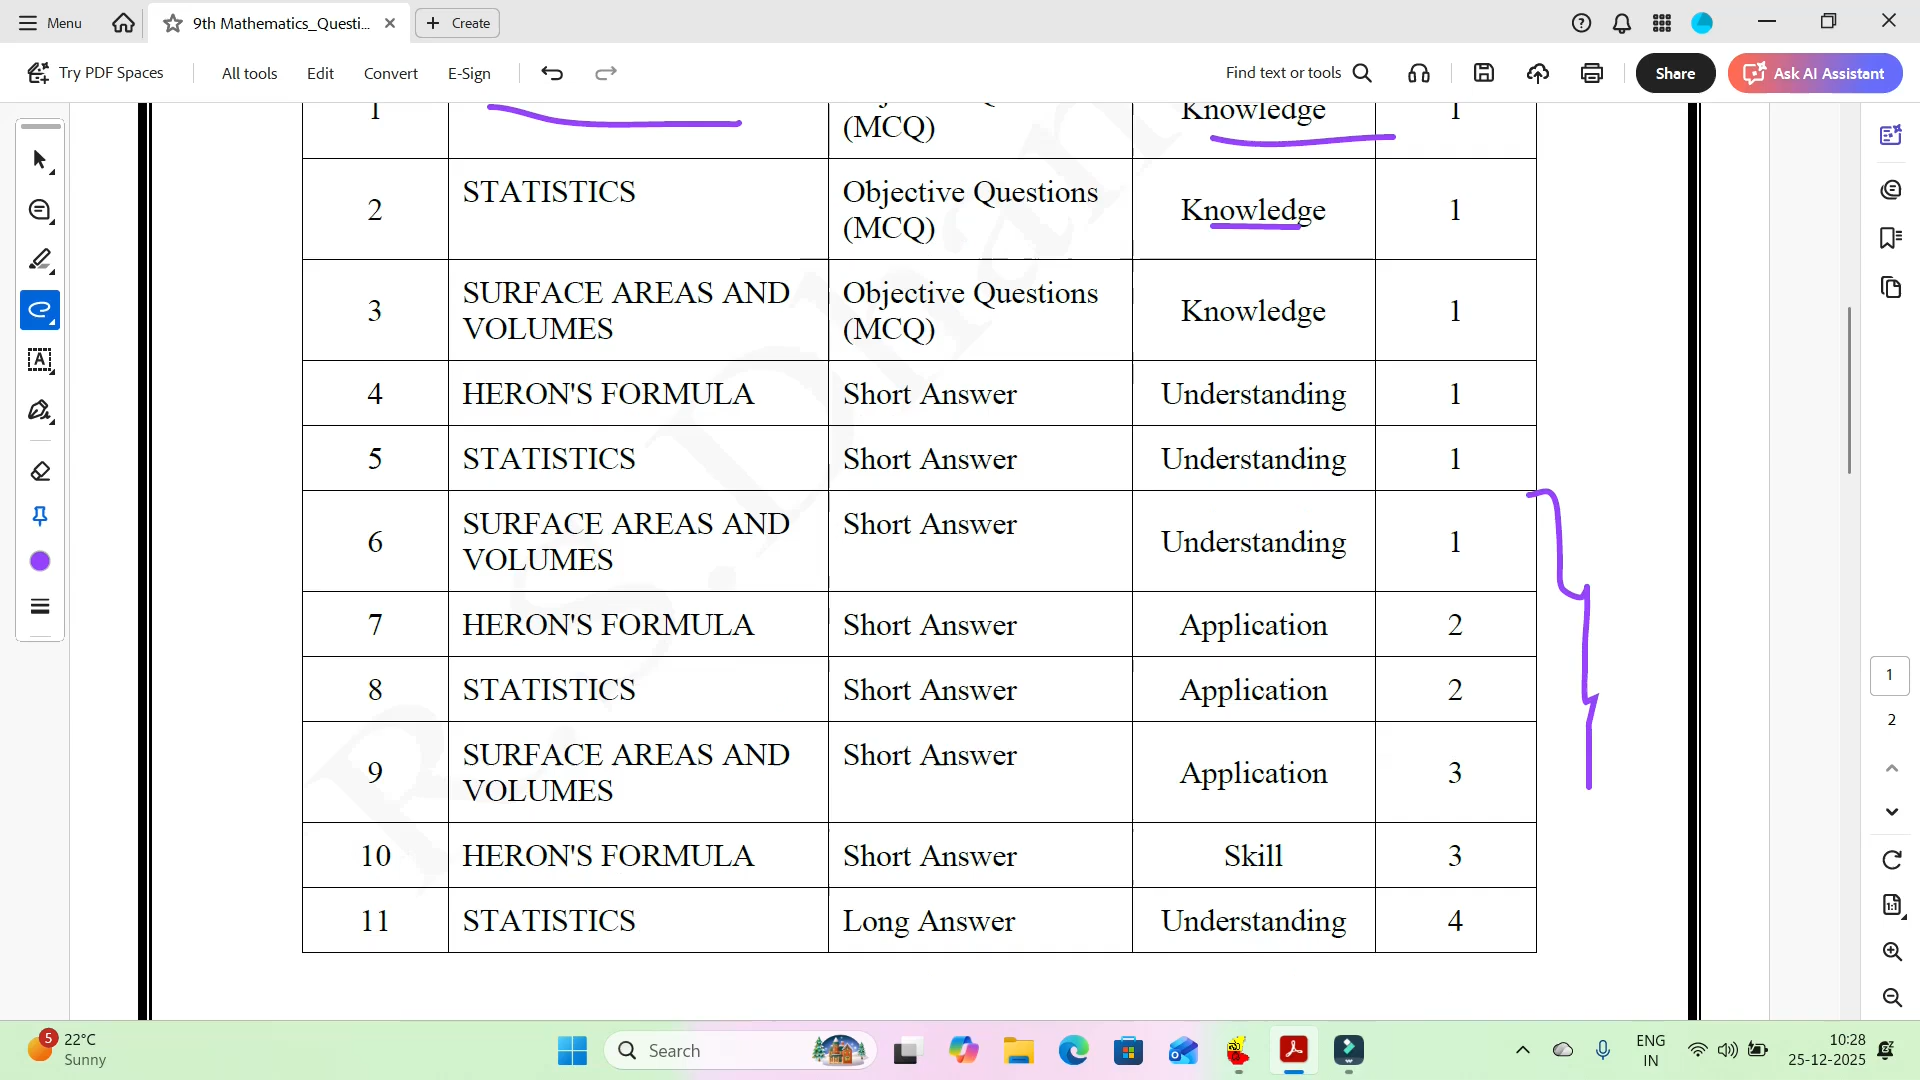 Menu
9th Mathematics_Questi...
Create
Try PDF Spaces
All tools
Edit
Convert
E-Sign
Find text or tools
Share
Ask AI Assistant
1 (MCQ) Knowledge 1
2 STATISTICS Objective Questions (MCQ) Knowledge 1
3 SURFACE AREAS AND VOLUMES Objective Questions (MCQ) Knowledge 1
4 HERON'S FORMULA Short Answer Understanding 1
5 STATISTICS Short Answer Understanding 1
6 SURFACE AREAS AND VOLUMES Short Answer Understanding 1
7 HERON'S FORMULA Short Answer Application 2
8 STATISTICS Short Answer Application 2
9 SURFACE AREAS AND VOLUMES Short Answer Application 3
10 HERON'S FORMULA Short Answer Skill 3
11 STATISTICS Long Answer Understanding 4
1
2
5
22°C
Sunny
Search
ENG
IN
10:28
25-12-2025